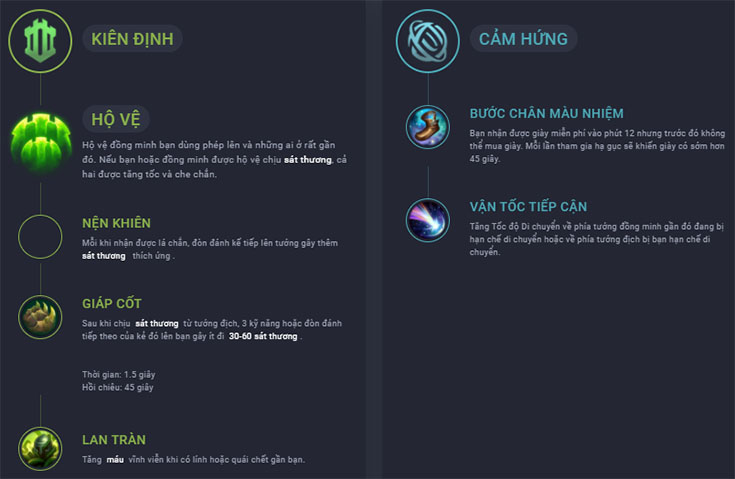 KIÊN ĐỊNH
HỘ VỆ
Hộ vệ đồng minh bạn dùng phép lên và những ai ở rất gần
đó. Nếu bạn hoặc đồng minh được hộ vệ chịu sát thương, cả
hai được tăng tốc và che chắn.
NỆN KHIÊN
Mỗi khi nhận được lá chắn, đòn đánh kế tiếp lên tướng gây thêm
sát thương thích ứng .
GIÁP CỐT
Sau khi chịu sát thương từ tướng địch, 3 kỹ năng hoặc đòn đánh
tiếp theo của kẻ đó lên bạn gây ít đi 30-60 sát thương .
Thời gian: 1.5 giây
Hồi chiêu: 45 giây
LAN TRÀN
Tăng máu vĩnh viễn khi có lính hoặc quái chết gần bạn.
CẢM HỨNG
BƯỚC CHÂN MÀU NHIỆM
Bạn nhận được giày miễn phí vào phút 12 nhưng trước đó không
thể mua giày. Mỗi lần tham gia hạ gục sẽ khiến giày có sớm hơn
45 giây.
VẬN TỐC TIẾP CẬN
Tăng Tốc độ Di chuyển về phía tướng đồng minh gần đó đang bị
hạn chế di chuyển hoặc về phía tướng địch bị bạn hạn chế di
chuyển.